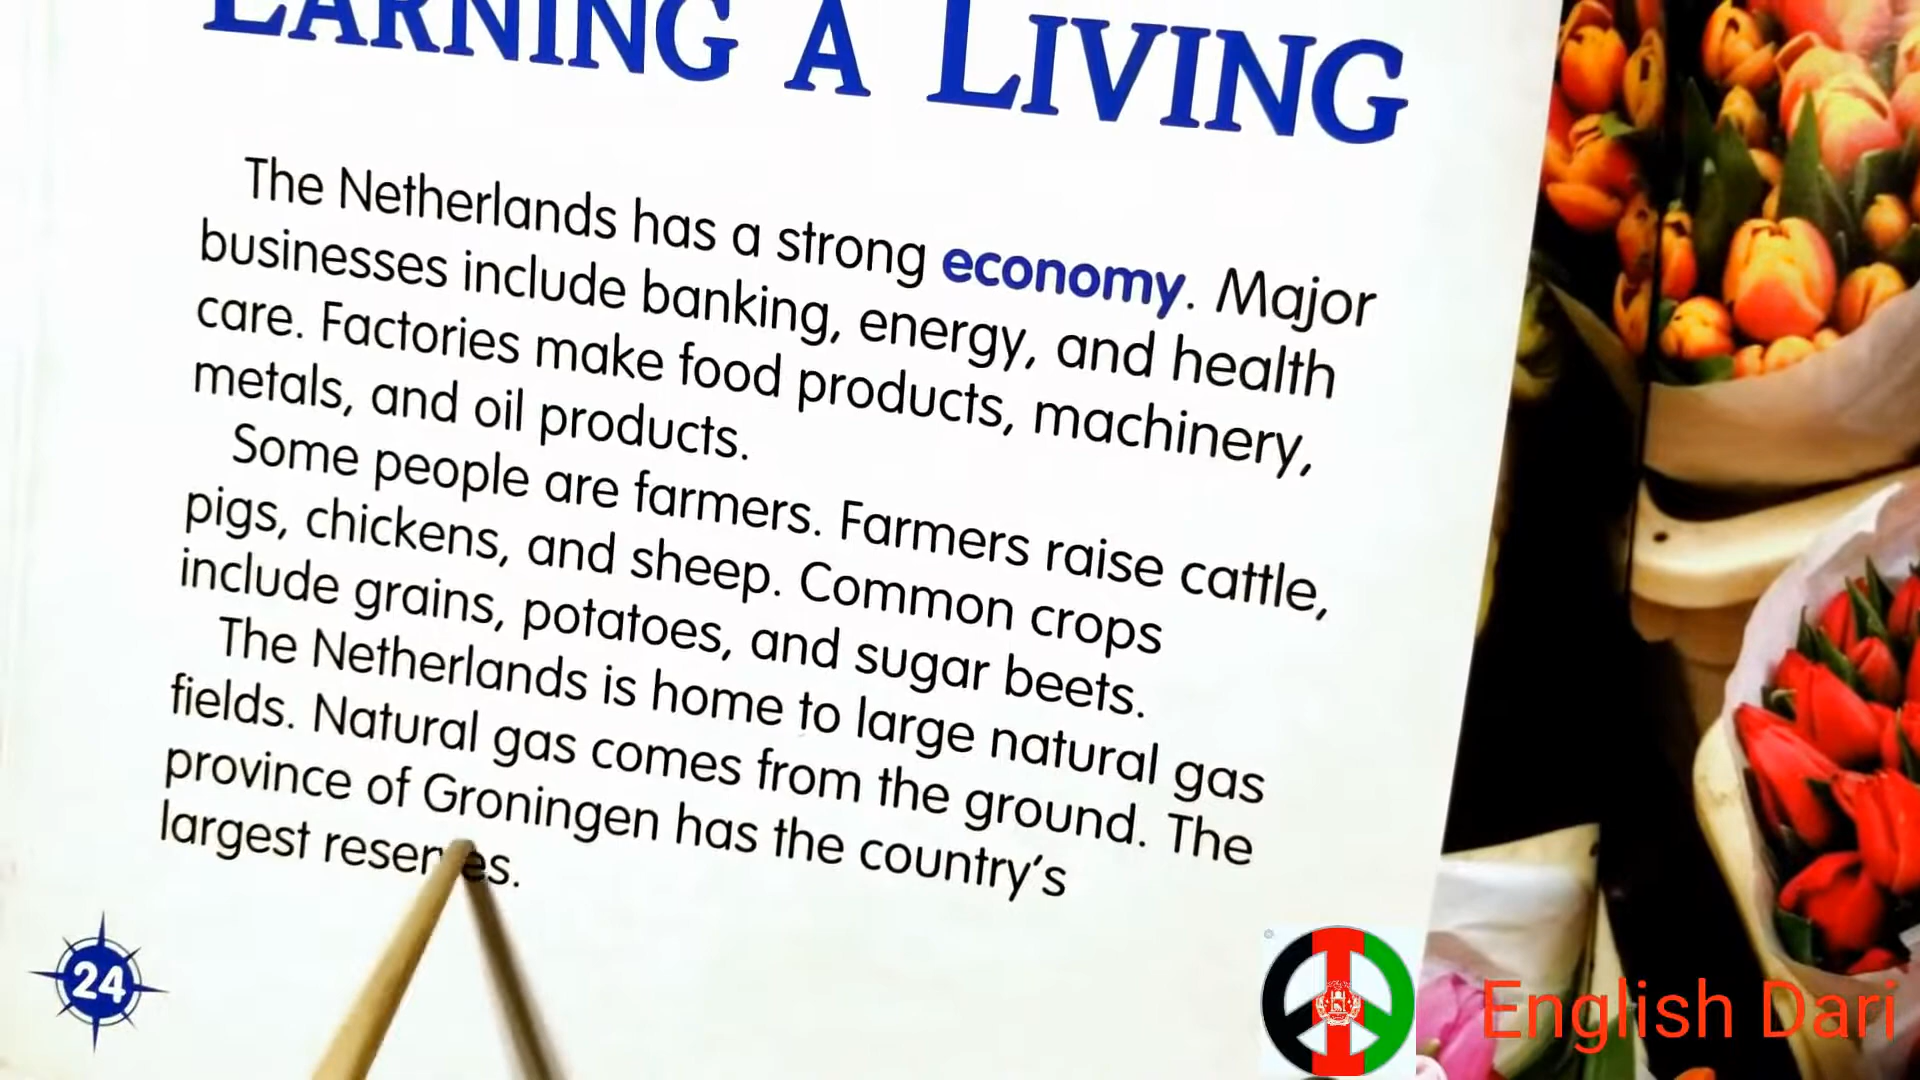 EARNING A LIVING
The Netherlands has a strong economy. Major
businesses include banking, energy, and health
care. Factories make food products, machinery,
metals, and oil products.
Some people are farmers. Farmers raise cattle,
pigs, chickens, and sheep. Common crops
include grains, potatoes, and sugar beets.
The Netherlands is home to large natural gas
fields. Natural gas comes from the ground. The
province of Groningen has the country's
largest reserves.
24
English Dari